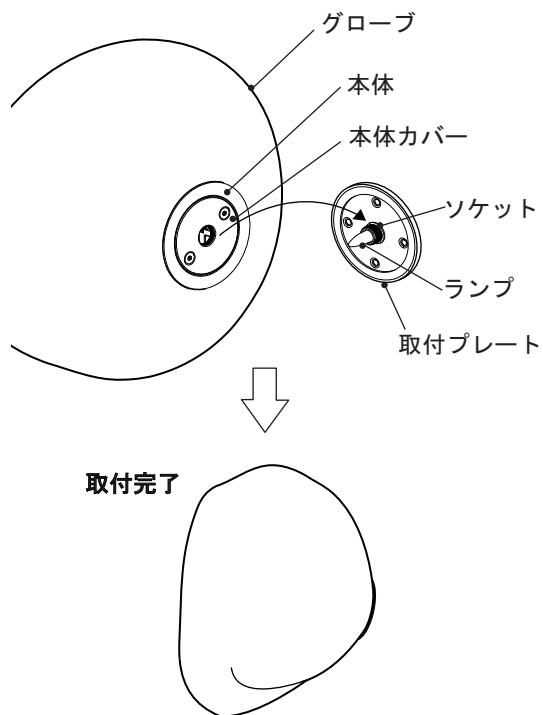 グローブ
本体
本体カバー
ソケット
ランプ
取付プレート
取付完了